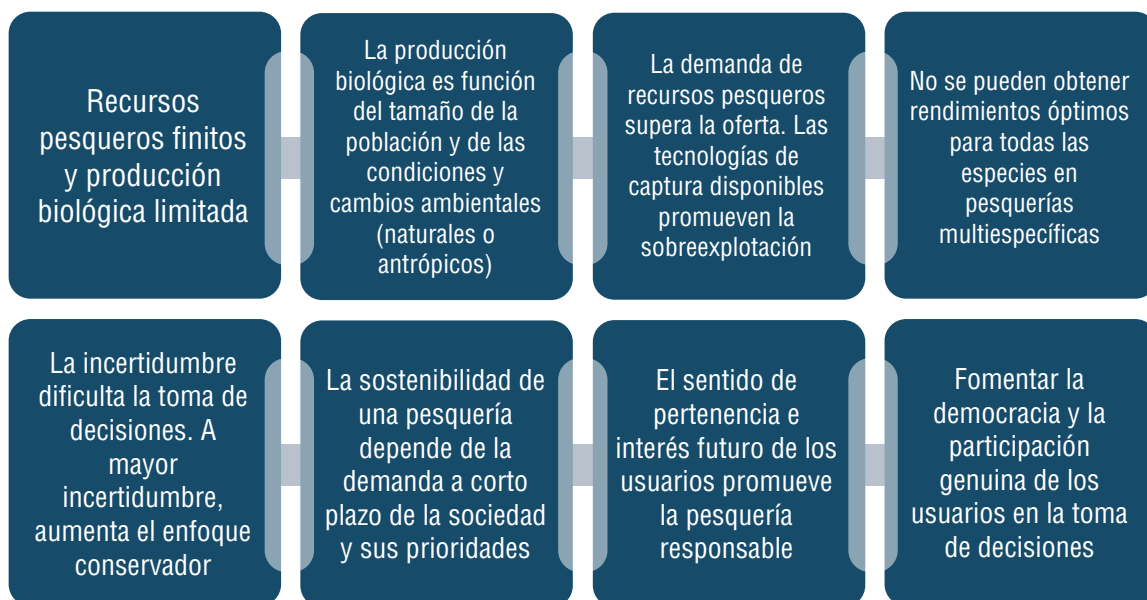 Recursos
pesqueros finitos
y producción
biológica limitada
La producción
biológica es función
del tamaño de la
población y de las
condiciones y
cambios ambientales
(naturales o
antrópicos)
La demanda de
recursos pesqueros
supera la oferta. Las
tecnologías de
captura disponibles
promueven la
sobreexplotación
No se pueden obtener
rendimientos óptimos
para todas las
especies en
pesquerías
multiespecíficas
La incertidumbre
dificulta la toma de
decisiones. A
mayor
incertidumbre,
aumenta el enfoque
conservador
La sostenibilidad de
una pesquería
depende de la
demanda a corto
plazo de la sociedad
y sus prioridades
El sentido de
pertenencia e
interés futuro de los
usuarios promueve
la pesquería
responsable
Fomentar la
democracia y la
participación
genuina de los
usuarios en la toma
de decisiones